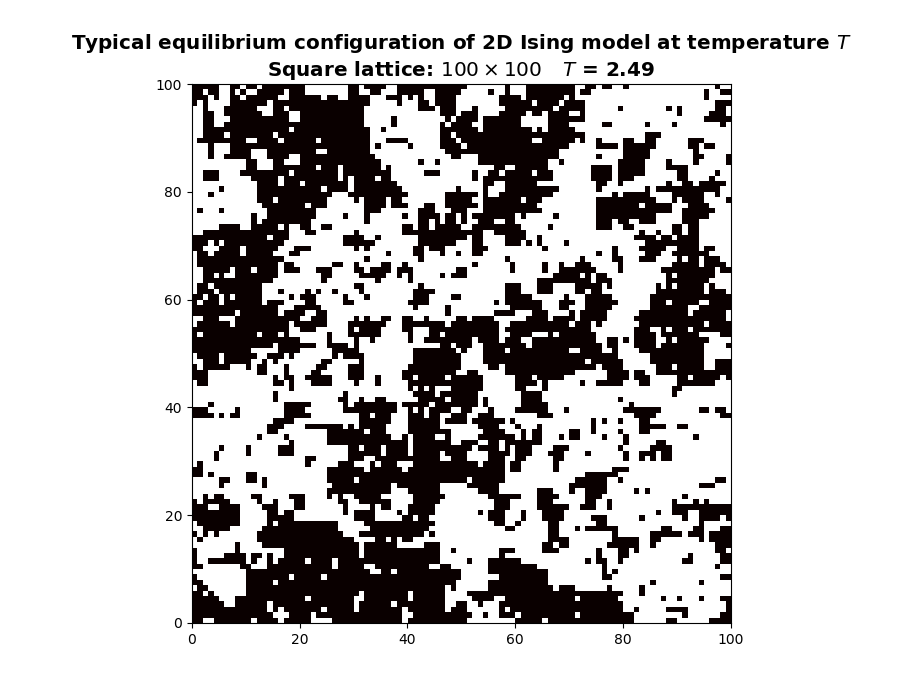 Typical equilibrium configuration of 2D Ising model at temperature T
Square lattice: 100 × 100 T = 2.49
100
80
60
40
20
0
0 20 40 60 80 100